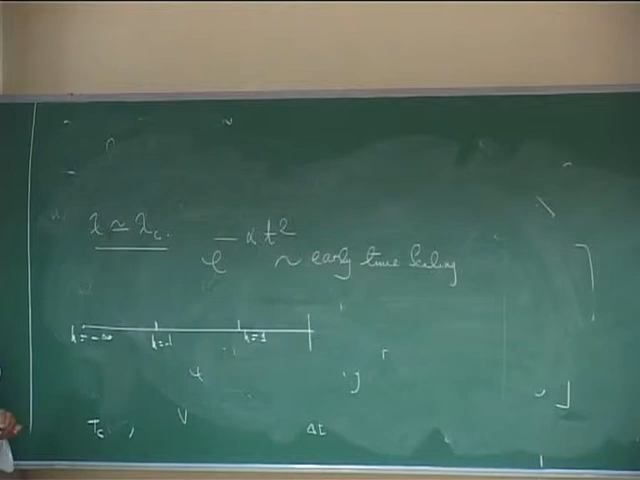 λ ≃ λc.
e^{-αt²} ~ early time scaling
h=-∞ h=-1 h=1
Tc , V Δt